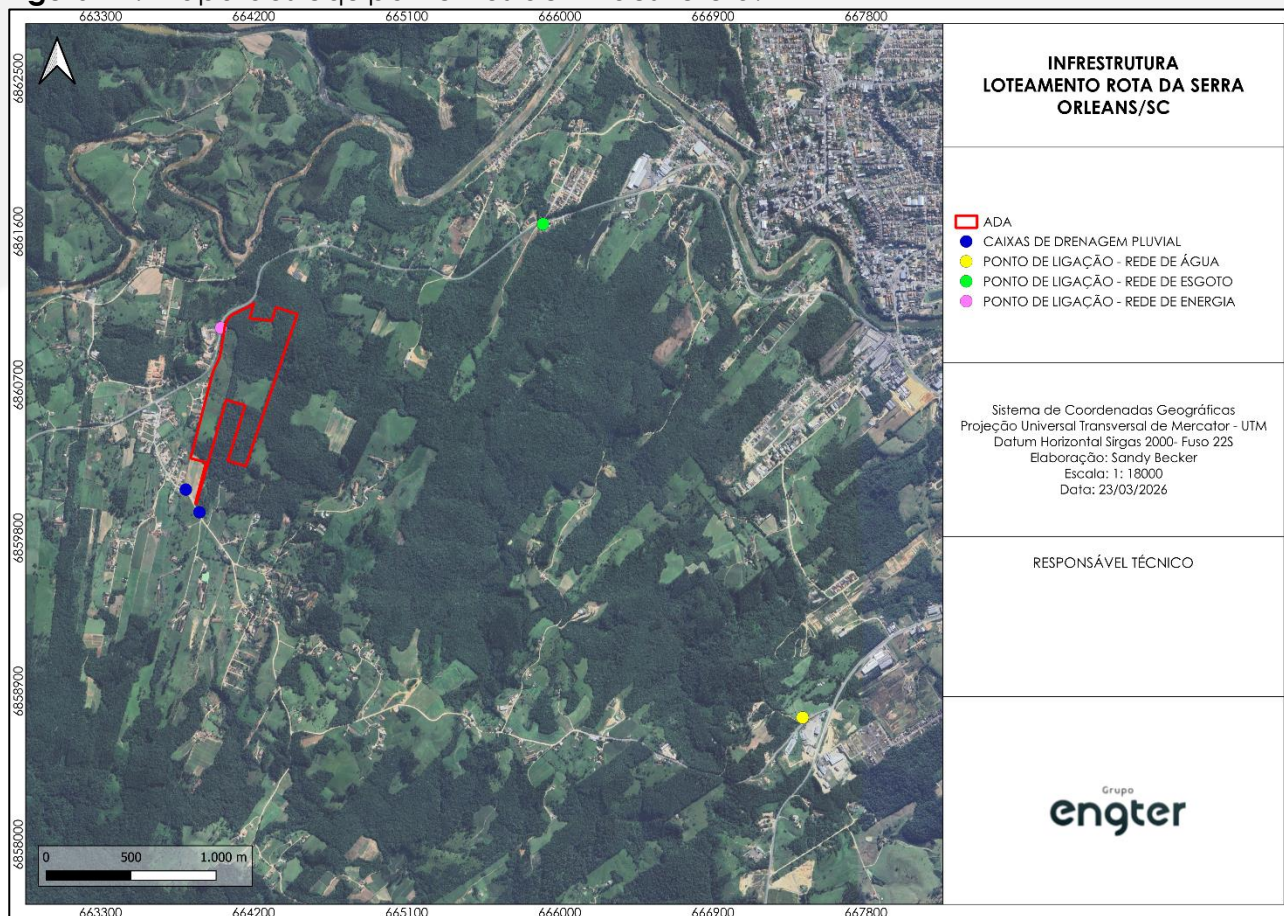 663300 664200 665100 666000 666900 667800
6862500
6861600
6860700
6859800
6858900
6858000
0 500 1.000 m
663300 664200 665100 666000 666900 667800
INFRESTRUTURA
LOTEAMENTO ROTA DA SERRA
ORLEANS/SC
ADA
CAIXAS DE DRENAGEM PLUVIAL
PONTO DE LIGAÇÃO - REDE DE ÁGUA
PONTO DE LIGAÇÃO - REDE DE ESGOTO
PONTO DE LIGAÇÃO - REDE DE ENERGIA
Sistema de Coordenadas Geográficas
Projeção Universal Transversal de Mercator - UTM
Datum Horizontal Sirgas 2000- Fuso 22S
Elaboração: Sandy Becker
Escala: 1: 18000
Data: 23/03/2026
RESPONSÁVEL TÉCNICO
Grupo
engter